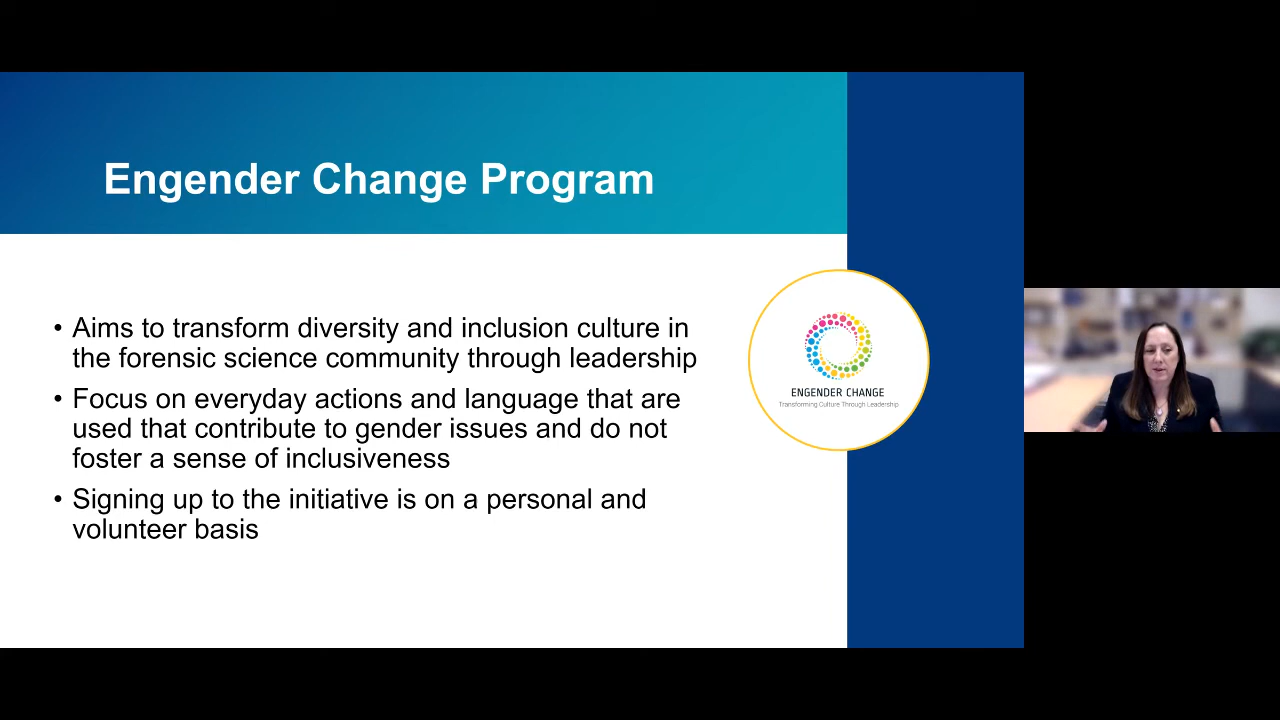 Engender Change Program
• Aims to transform diversity and inclusion culture in
the forensic science community through leadership
• Focus on everyday actions and language that are
used that contribute to gender issues and do not
foster a sense of inclusiveness
• Signing up to the initiative is on a personal and
volunteer basis
ENGENDER CHANGE
Transforming Culture Through Leadership